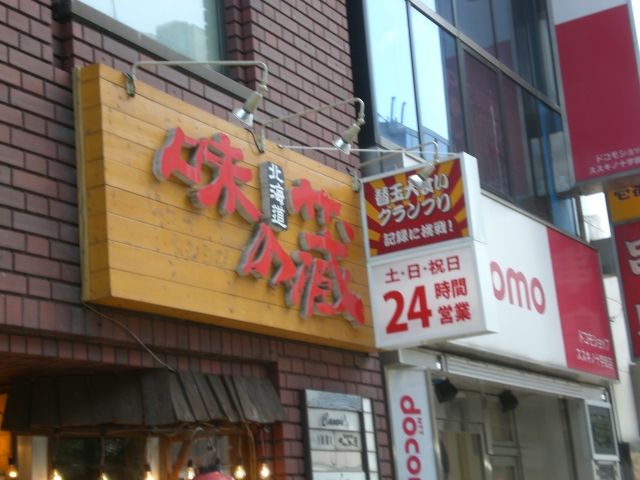 味の蔵
北海道
替玉大食い
グランプリ
記録に挑戦!
土・日・祝日
24時間
営業
omo
ドコモショップ
ススキノ十字街店
ドコモショップ
ススキノ十字街店
NTT
doco